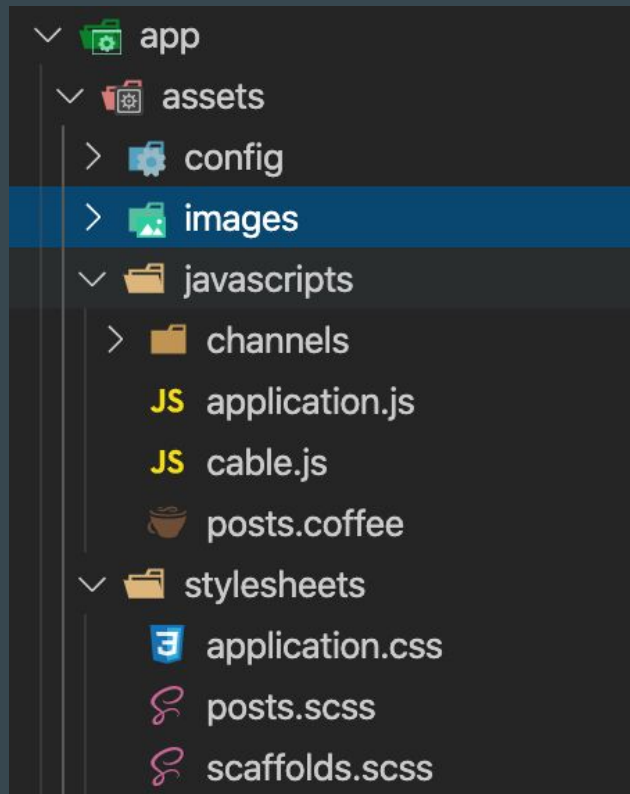 app
assets
config
images
javascripts
channels
JS application.js
JS cable.js
posts.coffee
stylesheets
3 application.css
posts.scss
scaffolds.scss